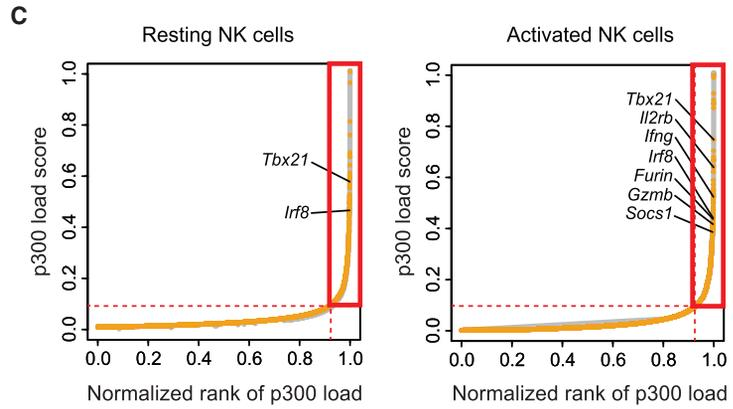 C
Resting NK cells
Activated NK cells
p300 load score
1.0
0.8
0.6
0.4
0.2
0.0
Tbx21
Irf8
0.0 0.2 0.4 0.6 0.8 1.0
Normalized rank of p300 load
p300 load score
1.0
0.8
0.6
0.4
0.2
0.0
Tbx21
Il2rb
Ifng
Irf8
Furin
Gzmb
Socs1
0.0 0.2 0.4 0.6 0.8 1.0
Normalized rank of p300 load